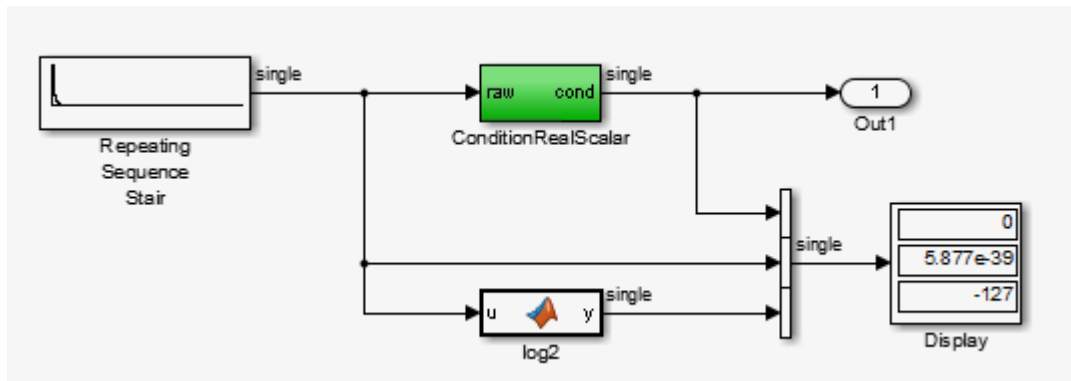 single
single
raw
cond
1
Out1
ConditionRealScalar
Repeating
Sequence
Stair
0
single
5.877e-39
single
-127
u
y
Display
log2